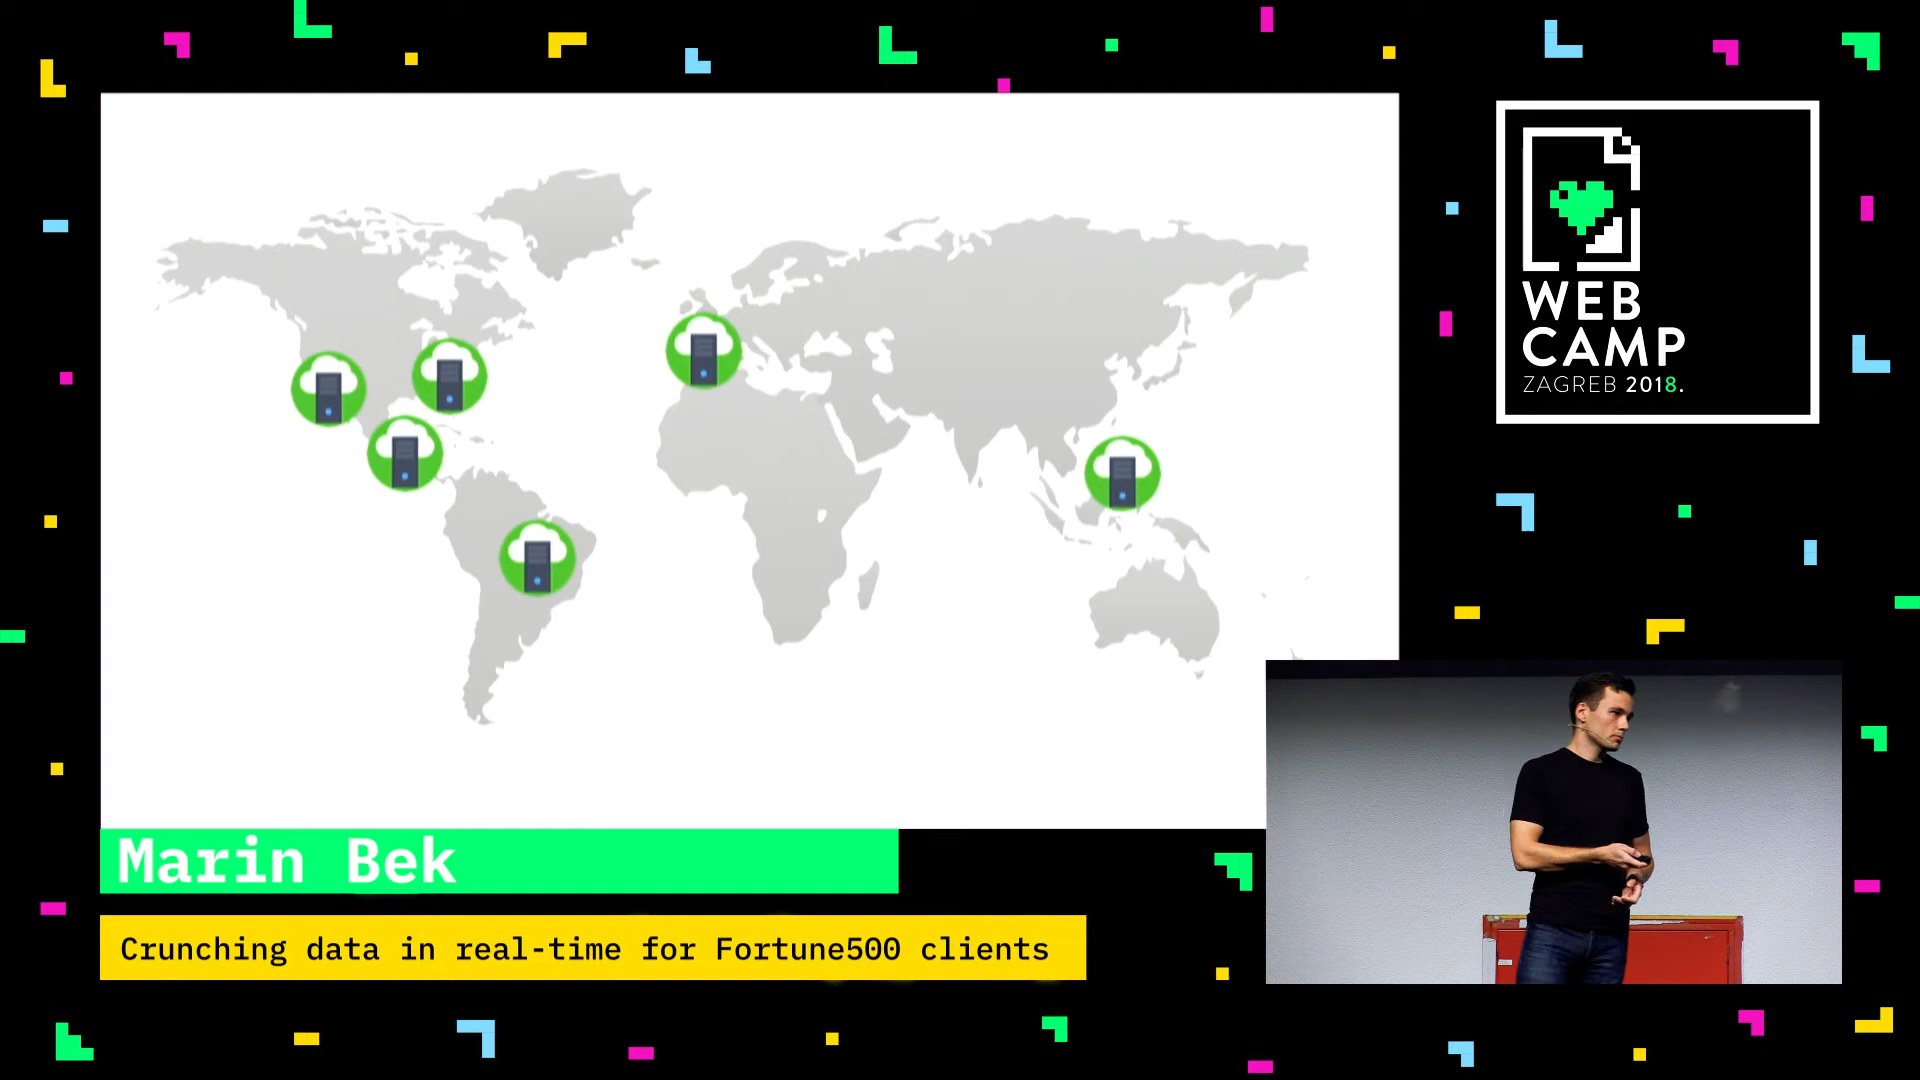 WEB
CAMP
ZAGREB 2018.
Marin Bek
Crunching data in real-time for Fortune500 clients